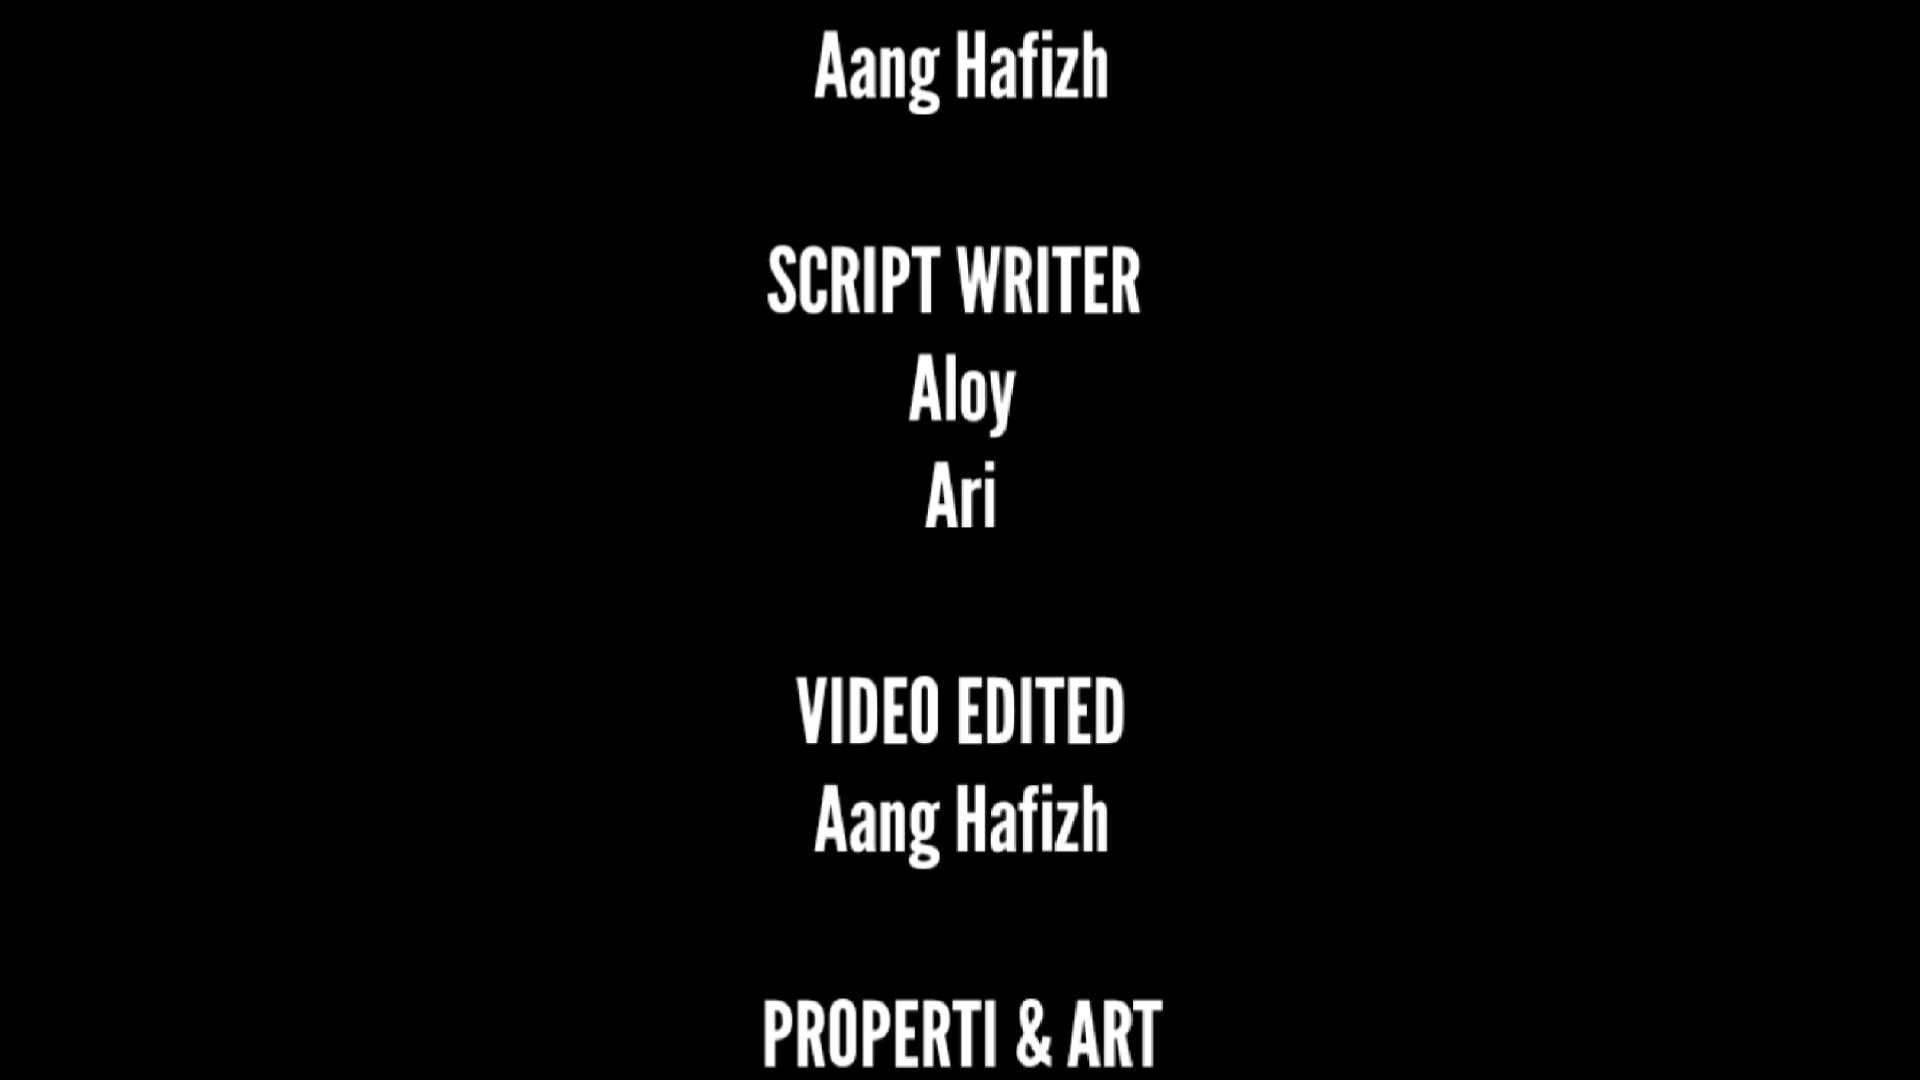 Aang Hafizh
SCRIPT WRITER
Aloy
Ari
VIDEO EDITED
Aang Hafizh
PROPERTI & ART